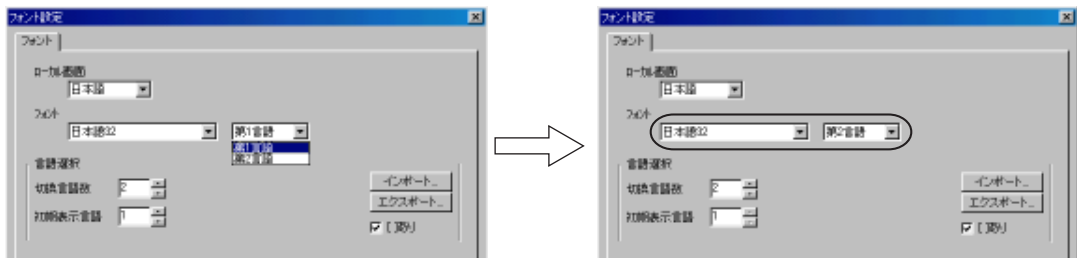 フォント設定
フォント
ローカル画面
日本語
フォント
日本語32 第1言語
第1言語
第2言語
言語選択
切換言語数 2
初期表示言語 1
インポート...
エクスポート...
フォント設定
フォント
ローカル画面
日本語
フォント
日本語32 第2言語
言語選択
切換言語数 2
初期表示言語 1
インポート...
エクスポート...